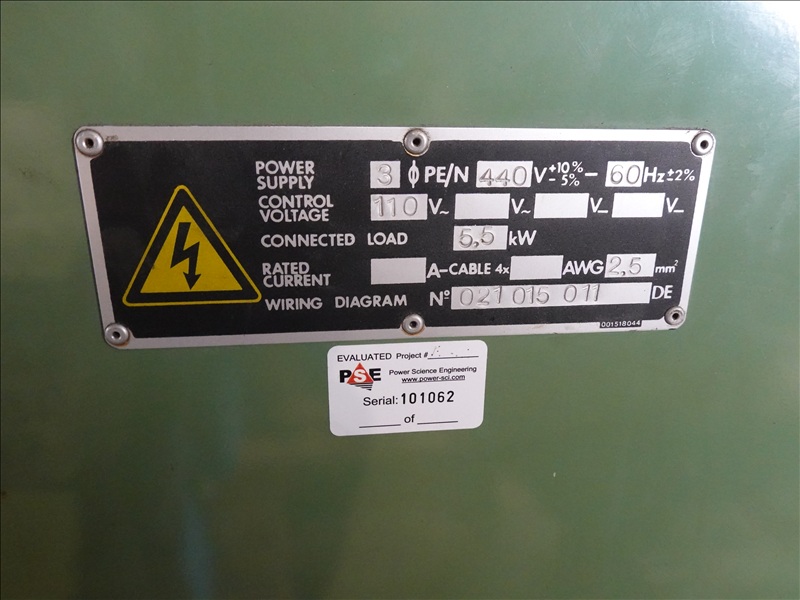 POWER SUPPLY 3 ϕ PE/N 440 V +10% - 5% ~ 60 Hz ±2%
CONTROL VOLTAGE 110 V~ V~ V– V–
CONNECTED LOAD 5,5 kW
RATED CURRENT A-CABLE 4x AWG 2,5 mm²
WIRING DIAGRAM Nº 021 015 011 DE
001518044
EVALUATED Project #
PSE Power Science Engineering
www.power-sci.com
Serial: 101062
of